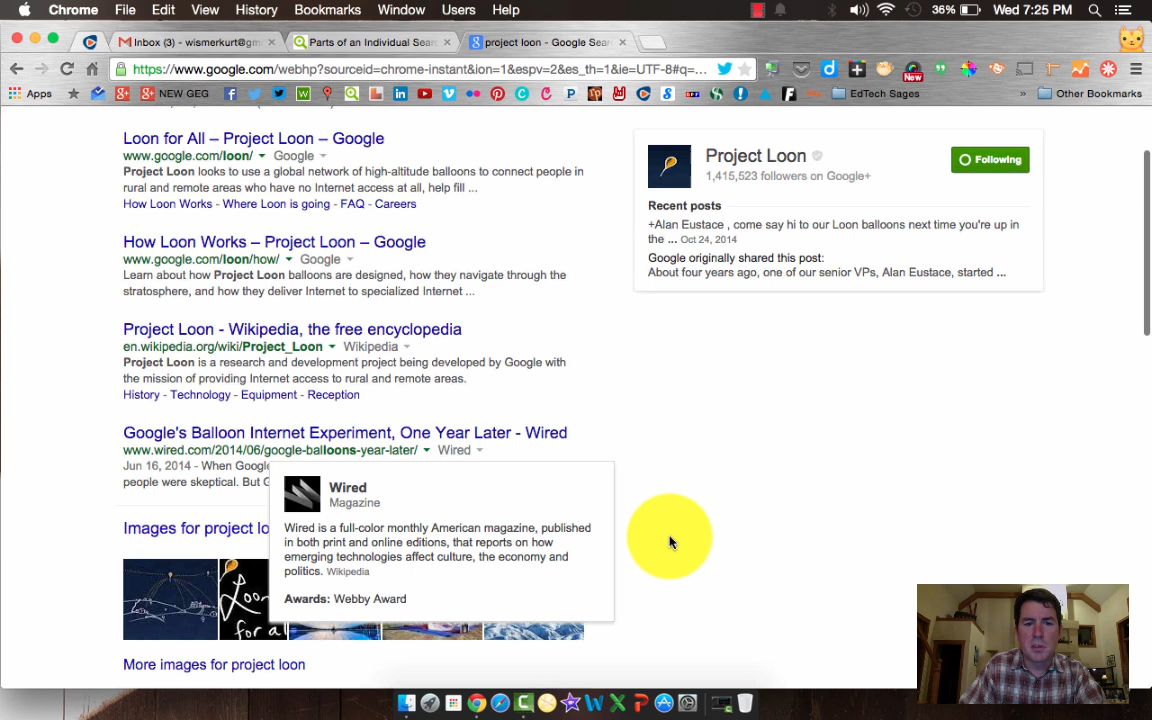 Chrome File Edit View History Bookmarks Window Users Help 36% Wed 7:25 PM
Inbox (3) - wismerkurt@gm Parts of an Individual Sear project loon - Google Sear
https://www.google.com/webhp?sourceid=chrome-instant&ion=1&espv=2&es_th=1&ie=UTF-8#q=... New
Apps NEW GEG EdTech Sages » Other Bookmarks
Loon for All – Project Loon – Google
www.google.com/loon/ Google
Project Loon looks to use a global network of high-altitude balloons to connect people in
rural and remote areas who have no Internet access at all, help fill ...
How Loon Works - Where Loon is going - FAQ - Careers
How Loon Works – Project Loon – Google
www.google.com/loon/how/ Google
Learn about how Project Loon balloons are designed, how they navigate through the
stratosphere, and how they deliver Internet to specialized Internet ...
Project Loon - Wikipedia, the free encyclopedia
en.wikipedia.org/wiki/Project_Loon Wikipedia
Project Loon is a research and development project being developed by Google with
the mission of providing Internet access to rural and remote areas.
History - Technology - Equipment - Reception
Google's Balloon Internet Experiment, One Year Later - Wired
www.wired.com/2014/06/google-balloons-year-later/ Wired
Jun 16, 2014 - When Google
people were skeptical. But G
Wired
Magazine
Wired is a full-color monthly American magazine, published
in both print and online editions, that reports on how
emerging technologies affect culture, the economy and
politics. Wikipedia
Awards: Webby Award
Images for project loo
Loon
for all
More images for project loon
Project Loon
1,415,523 followers on Google+
Following
Recent posts
+Alan Eustace , come say hi to our Loon balloons next time you're up in
the ... Oct 24, 2014
Google originally shared this post:
About four years ago, one of our senior VPs, Alan Eustace, started ...